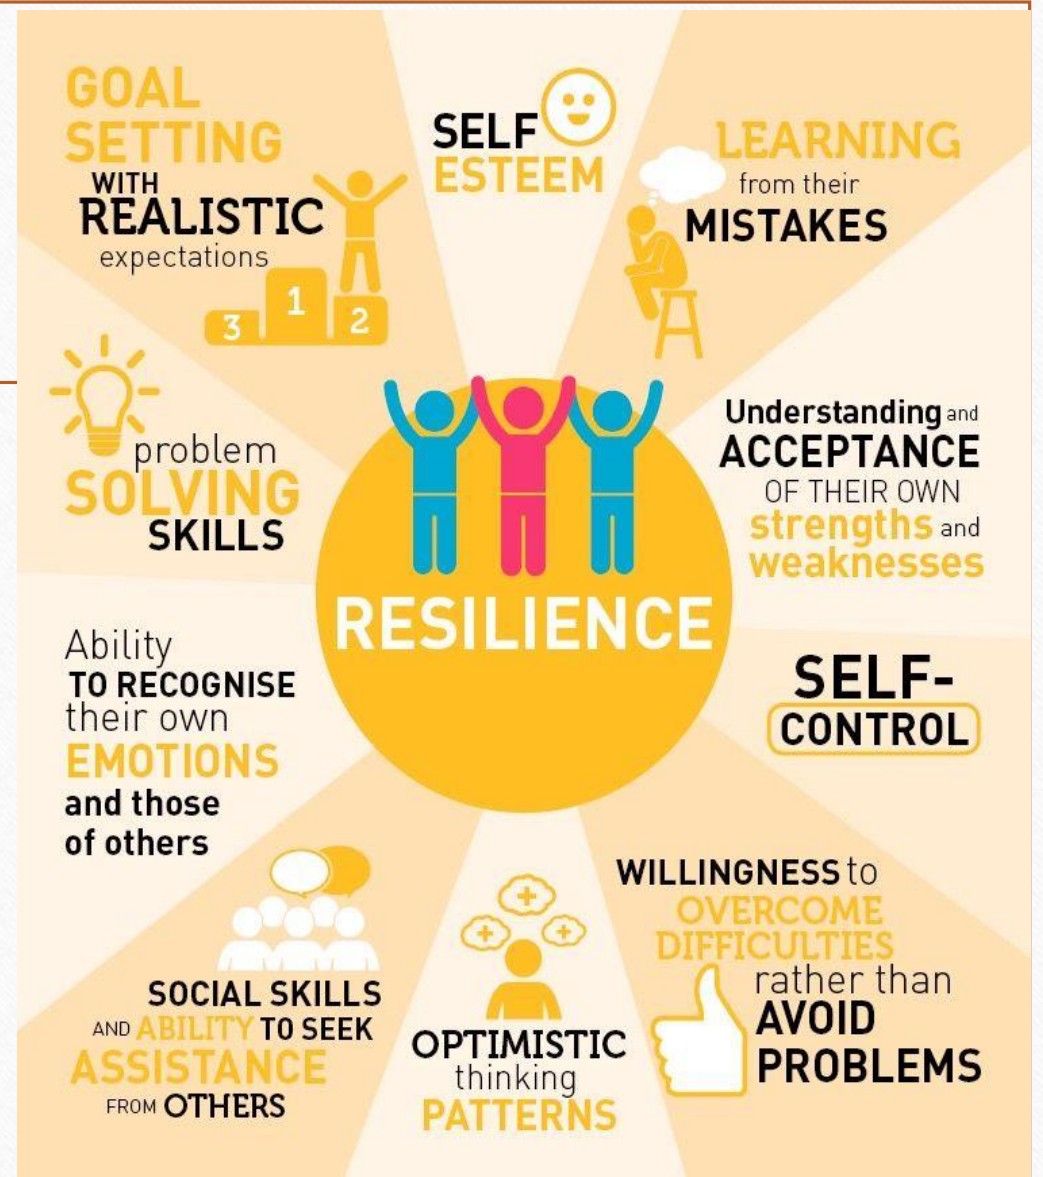 GOAL
SETTING
WITH
REALISTIC
expectations
1
2
3
SELF
ESTEEM
LEARNING
from their
MISTAKES
problem
SOLVING
SKILLS
Understanding and
ACCEPTANCE
OF THEIR OWN
strengths and
weaknesses
RESILIENCE
Ability
TO RECOGNISE
their own
EMOTIONS
and those
of others
SELF-
CONTROL
SOCIAL SKILLS
AND ABILITY TO SEEK
ASSISTANCE
FROM OTHERS
OPTIMISTIC
thinking
PATTERNS
WILLINGNESS to
OVERCOME
DIFFICULTIES
rather than
AVOID
PROBLEMS